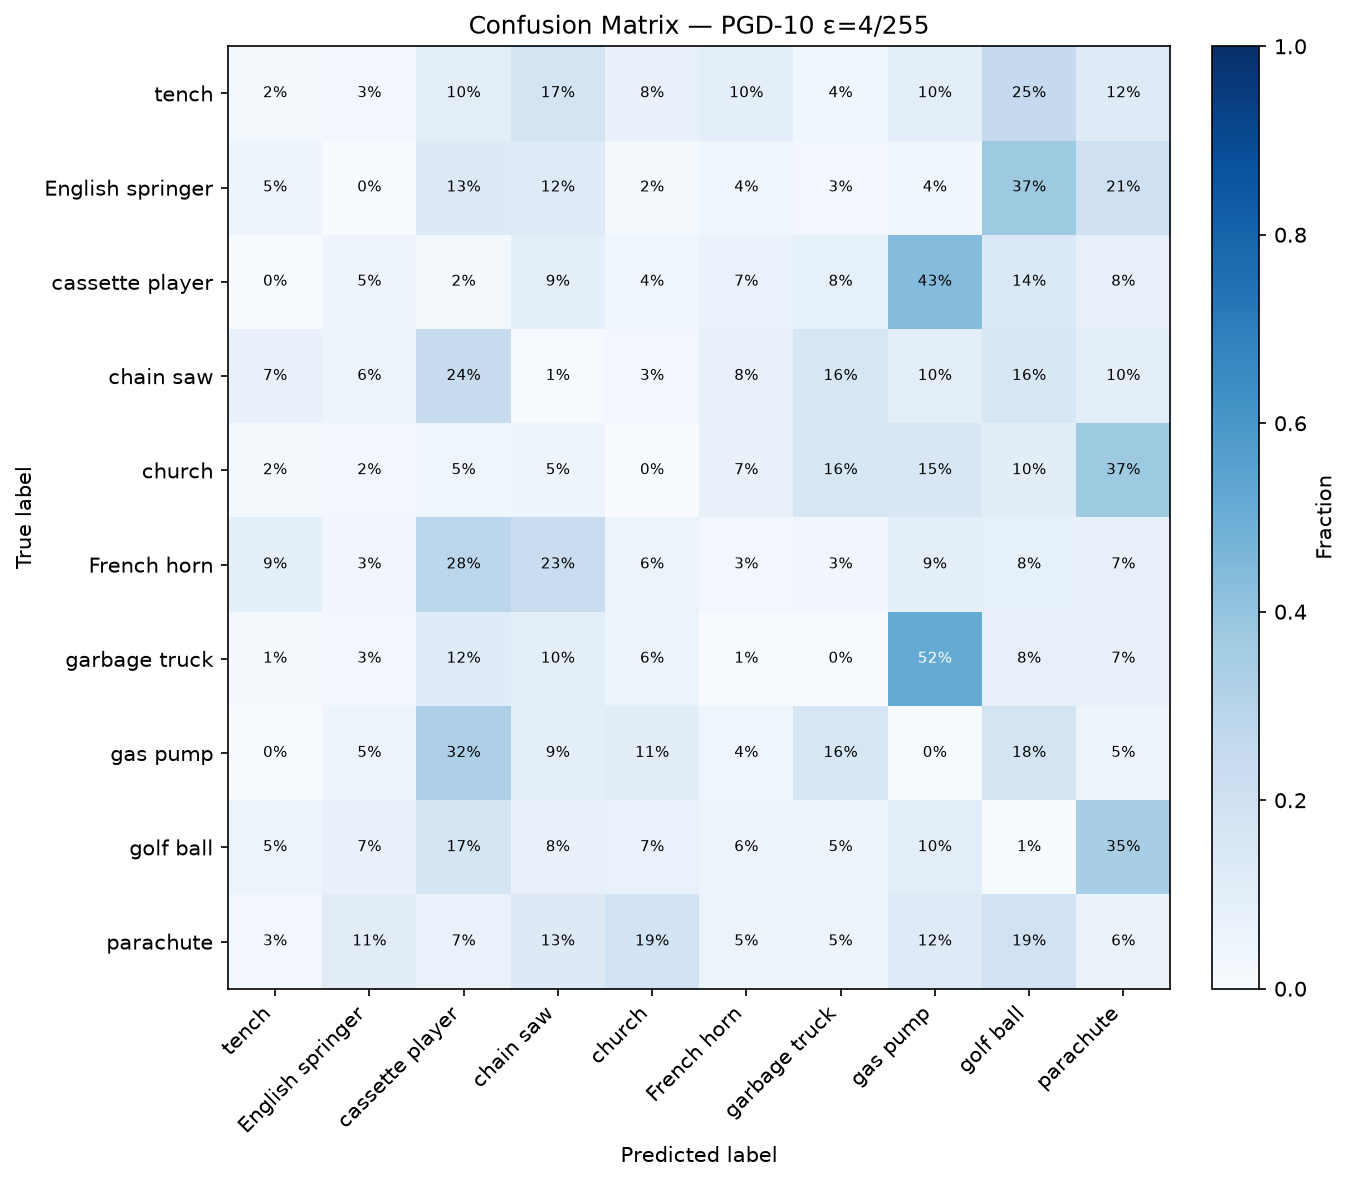 Confusion Matrix — PGD-10 ε=4/255
tench 2% 3% 10% 17% 8% 10% 4% 10% 25% 12%
English springer 5% 0% 13% 12% 2% 4% 3% 4% 37% 21%
cassette player 0% 5% 2% 9% 4% 7% 8% 43% 14% 8%
chain saw 7% 6% 24% 1% 3% 8% 16% 10% 16% 10%
church 2% 2% 5% 5% 0% 7% 16% 15% 10% 37%
French horn 9% 3% 28% 23% 6% 3% 3% 9% 8% 7%
garbage truck 1% 3% 12% 10% 6% 1% 0% 52% 8% 7%
gas pump 0% 5% 32% 9% 11% 4% 16% 0% 18% 5%
golf ball 5% 7% 17% 8% 7% 6% 5% 10% 1% 35%
parachute 3% 11% 7% 13% 19% 5% 5% 12% 19% 6%
True label
tench
English springer
cassette player
chain saw
church
French horn
garbage truck
gas pump
golf ball
parachute
Predicted label
1.0
0.8
0.6
0.4
0.2
0.0
Fraction